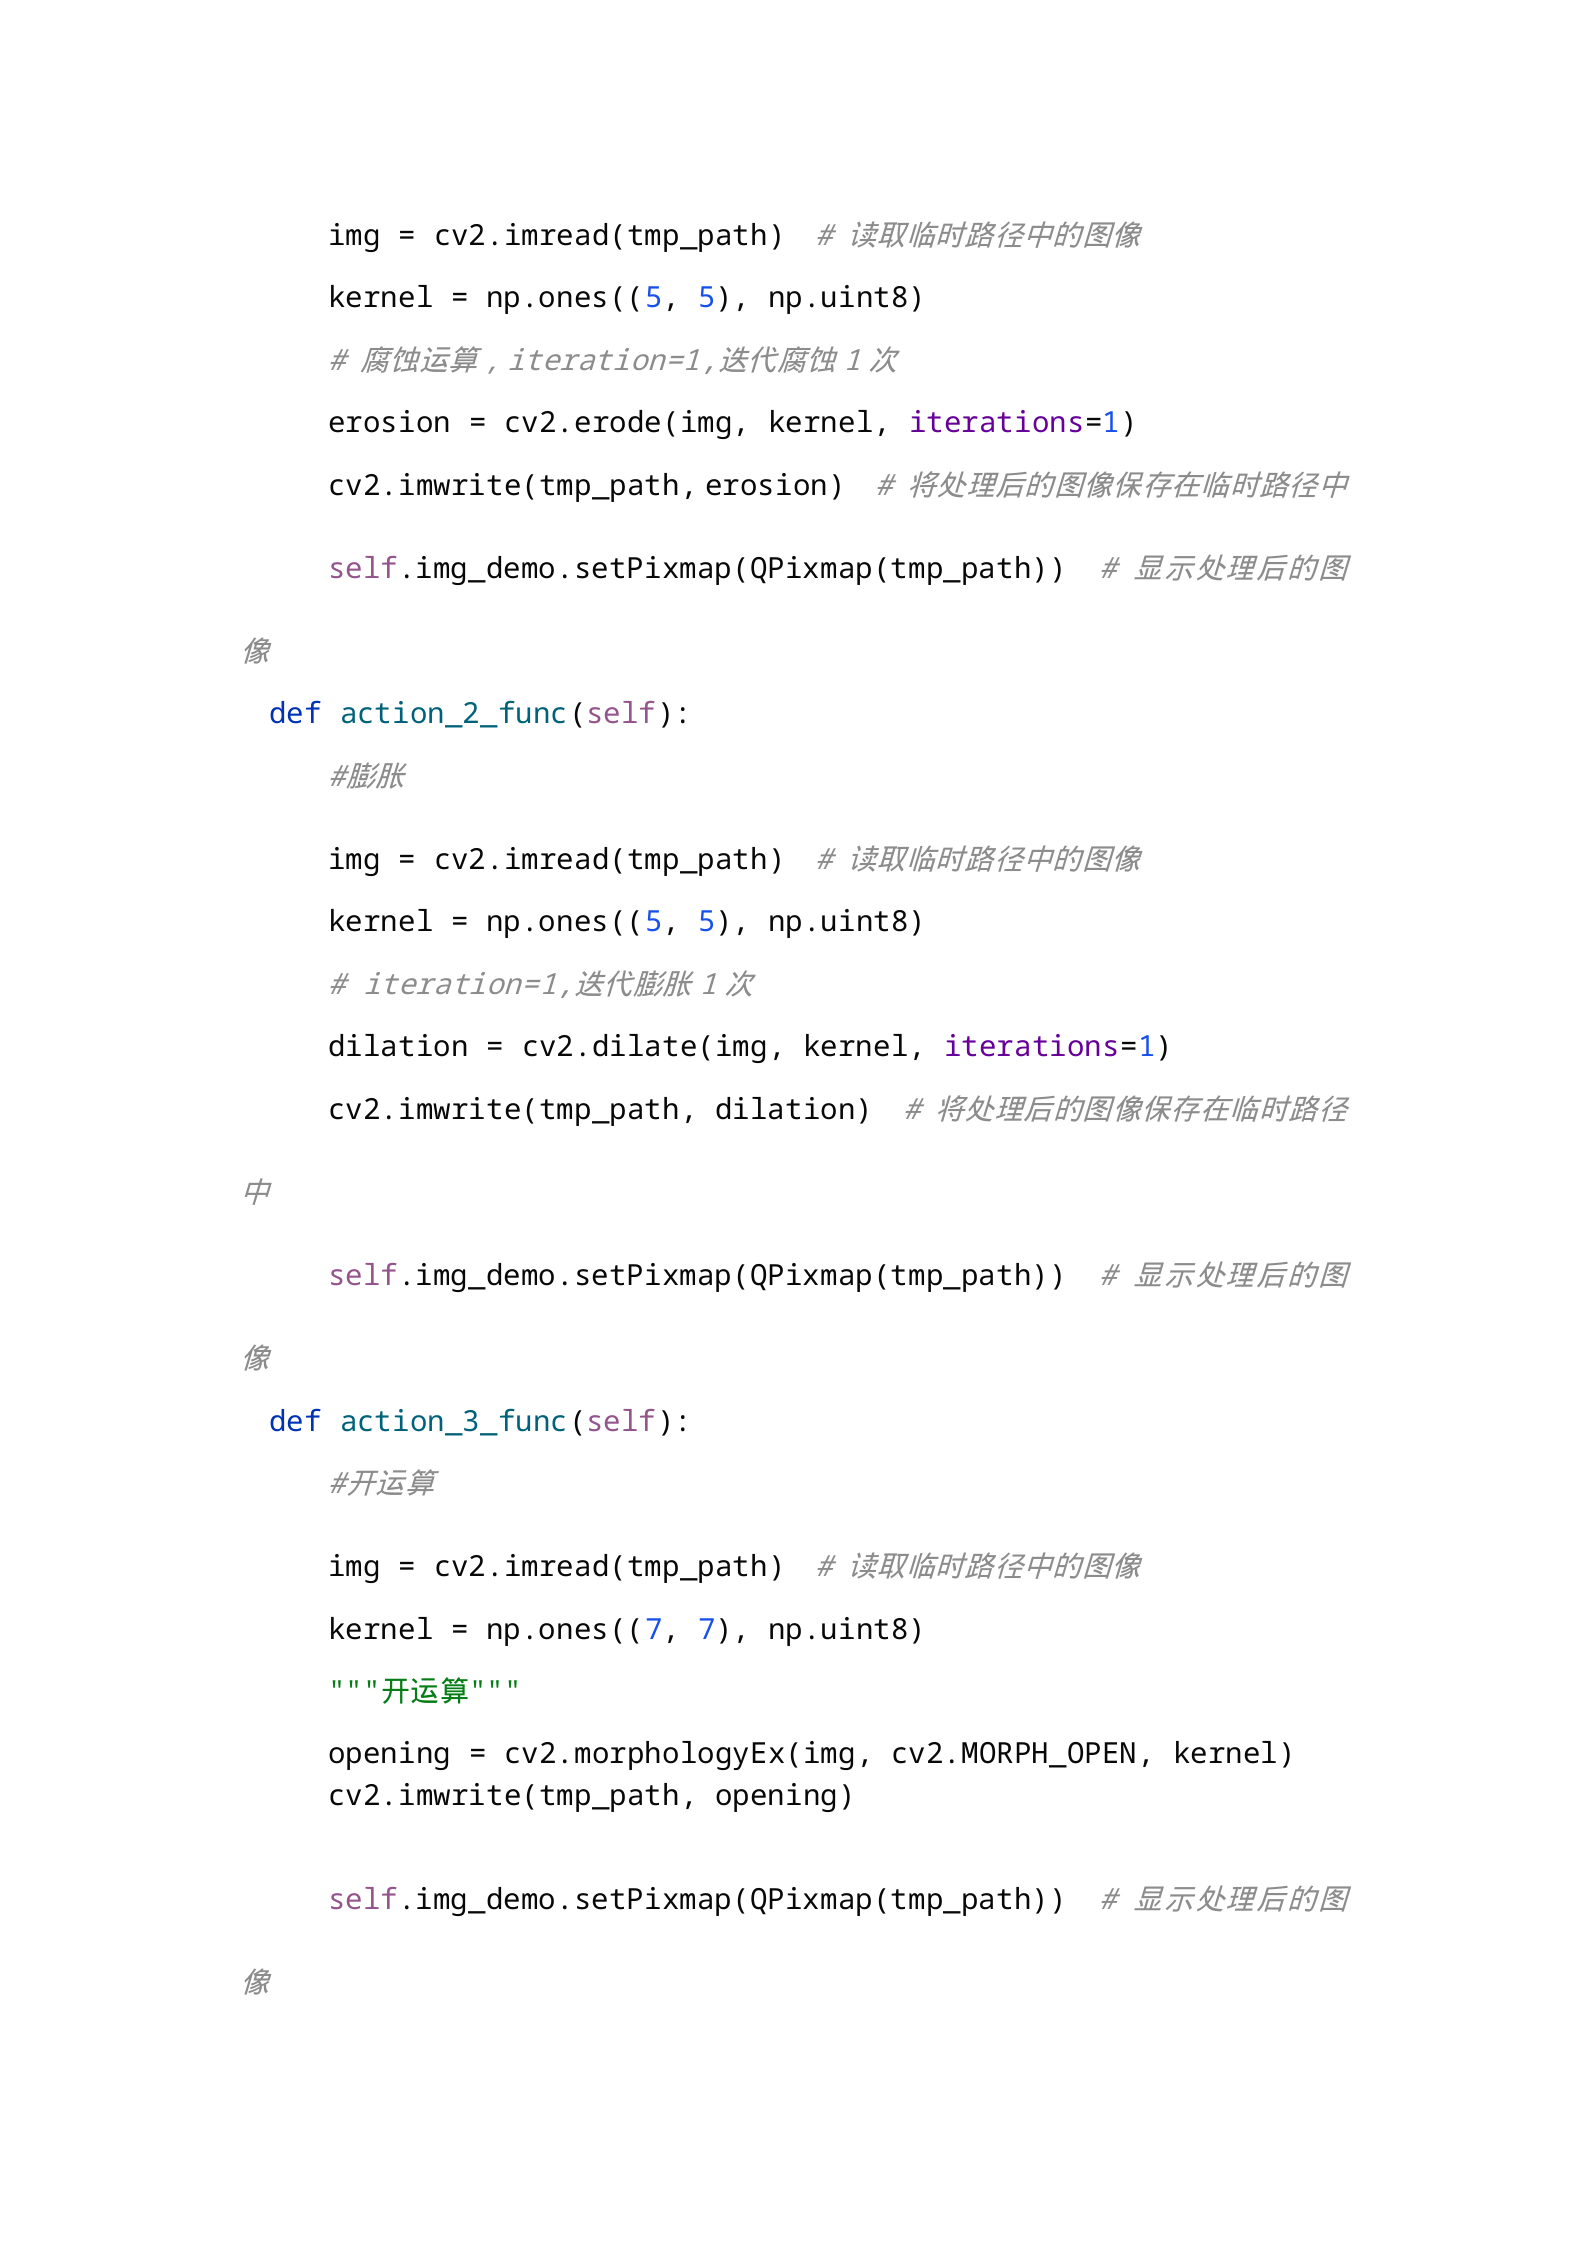 img = cv2.imread(tmp_path)  # 读取临时路径中的图像
kernel = np.ones((5, 5), np.uint8)
# 腐蚀运算，iteration=1,迭代腐蚀 1 次
erosion = cv2.erode(img, kernel, iterations=1)
cv2.imwrite(tmp_path, erosion)  # 将处理后的图像保存在临时路径中
self.img_demo.setPixmap(QPixmap(tmp_path))  # 显示处理后的图
像
def action_2_func(self):
#膨胀
img = cv2.imread(tmp_path)  # 读取临时路径中的图像
kernel = np.ones((5, 5), np.uint8)
# iteration=1,迭代膨胀 1 次
dilation = cv2.dilate(img, kernel, iterations=1)
cv2.imwrite(tmp_path, dilation)  # 将处理后的图像保存在临时路径
中
self.img_demo.setPixmap(QPixmap(tmp_path))  # 显示处理后的图
像
def action_3_func(self):
#开运算
img = cv2.imread(tmp_path)  # 读取临时路径中的图像
kernel = np.ones((7, 7), np.uint8)
"""开运算"""
opening = cv2.morphologyEx(img, cv2.MORPH_OPEN, kernel)
cv2.imwrite(tmp_path, opening)
self.img_demo.setPixmap(QPixmap(tmp_path))  # 显示处理后的图
像